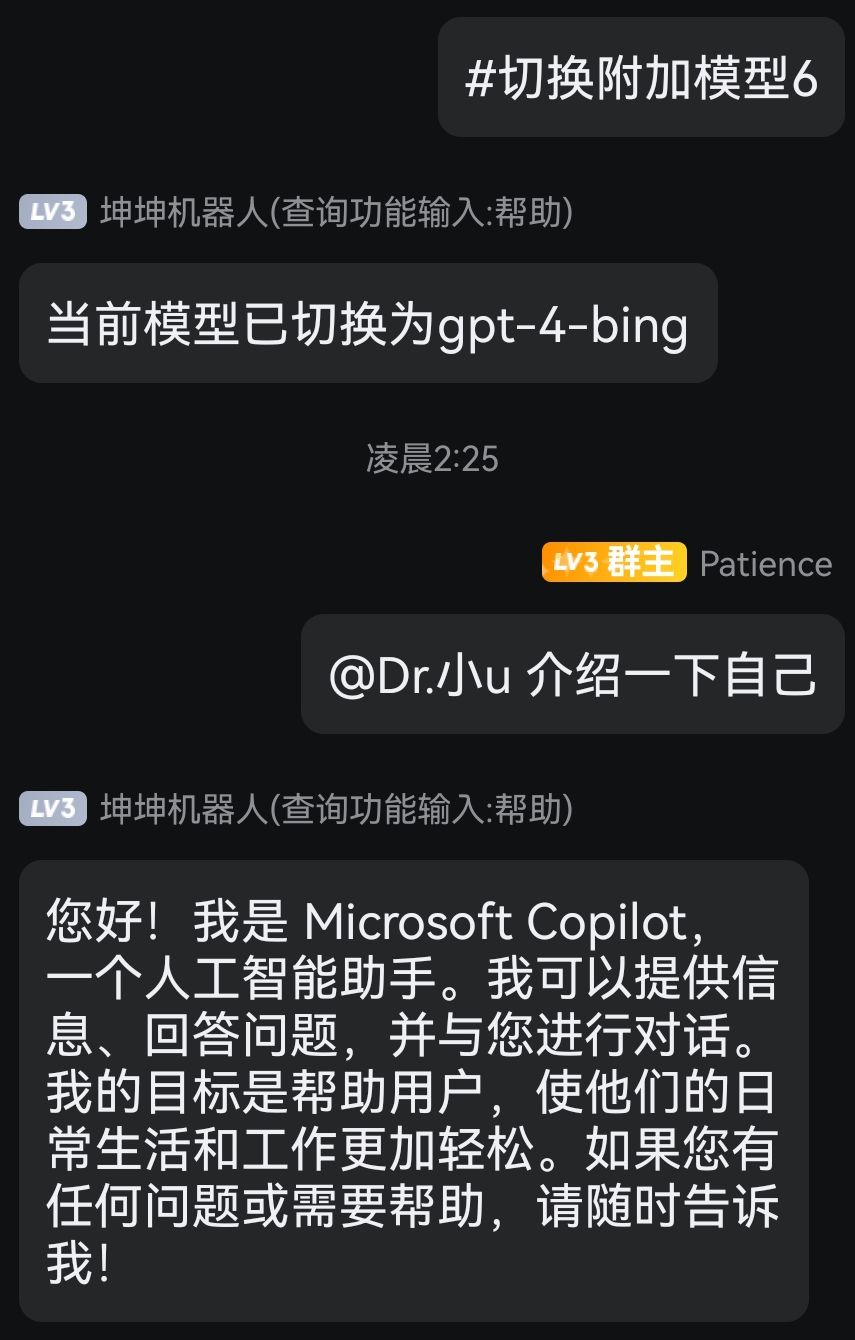 #切换附加模型6
LV3 坤坤机器人(查询功能输入:帮助)
当前模型已切换为gpt-4-bing
凌晨2:25
LV3 群主 Patience
@Dr.小u 介绍一下自己
LV3 坤坤机器人(查询功能输入:帮助)
您好！我是 Microsoft Copilot，
一个人工智能助手。我可以提供信
息、回答问题，并与您进行对话。
我的目标是帮助用户，使他们的日
常生活和工作更加轻松。如果您有
任何问题或需要帮助，请随时告诉
我！